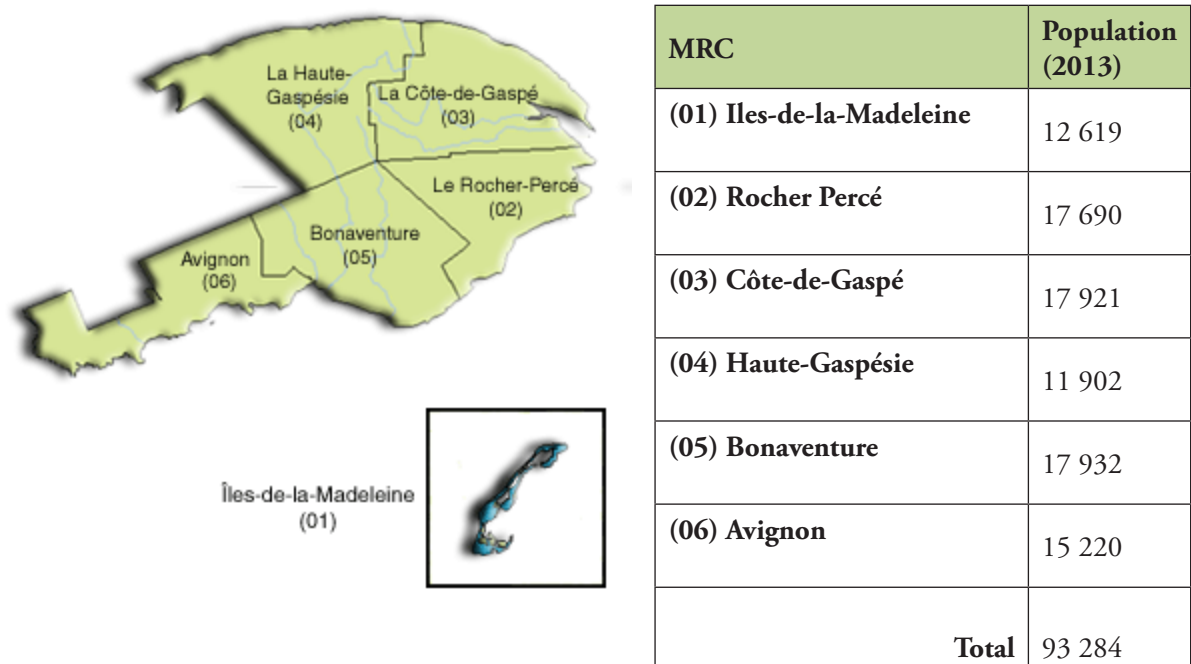 La Haute-
Gaspésie
(04)
La Côte-de-Gaspé
(03)
Le Rocher-Percé
(02)
Bonaventure
(05)
Avignon
(06)
Îles-de-la-Madeleine
(01)
MRC Population
(2013)
(01) Iles-de-la-Madeleine 12 619
(02) Rocher Percé 17 690
(03) Côte-de-Gaspé 17 921
(04) Haute-Gaspésie 11 902
(05) Bonaventure 17 932
(06) Avignon 15 220
Total 93 284